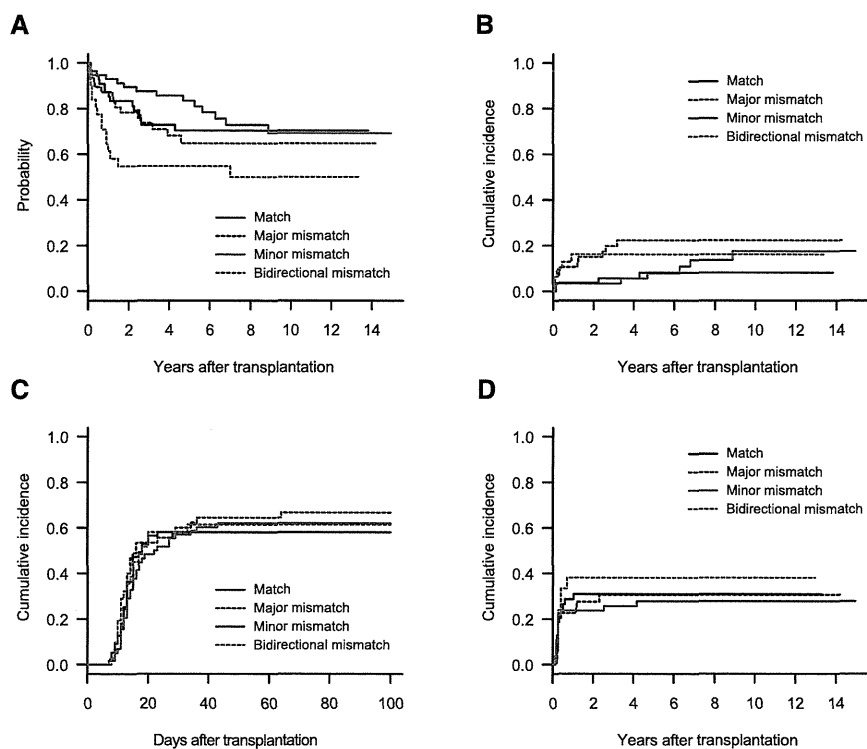 A
1.0
0.8
0.6
0.4
0.2
0.0
Probability
Match
Major mismatch
Minor mismatch
Bidirectional mismatch
0 2 4 6 8 10 12 14
Years after transplantation
B
1.0
0.8
0.6
0.4
0.2
0.0
Cumulative incidence
Match
Major mismatch
Minor mismatch
Bidirectional mismatch
0 2 4 6 8 10 12 14
Years after transplantation
C
1.0
0.8
0.6
0.4
0.2
0.0
Cumulative incidence
Match
Major mismatch
Minor mismatch
Bidirectional mismatch
0 20 40 60 80 100
Days after transplantation
D
1.0
0.8
0.6
0.4
0.2
0.0
Cumulative incidence
Match
Major mismatch
Minor mismatch
Bidirectional mismatch
0 2 4 6 8 10 12 14
Years after transplantation